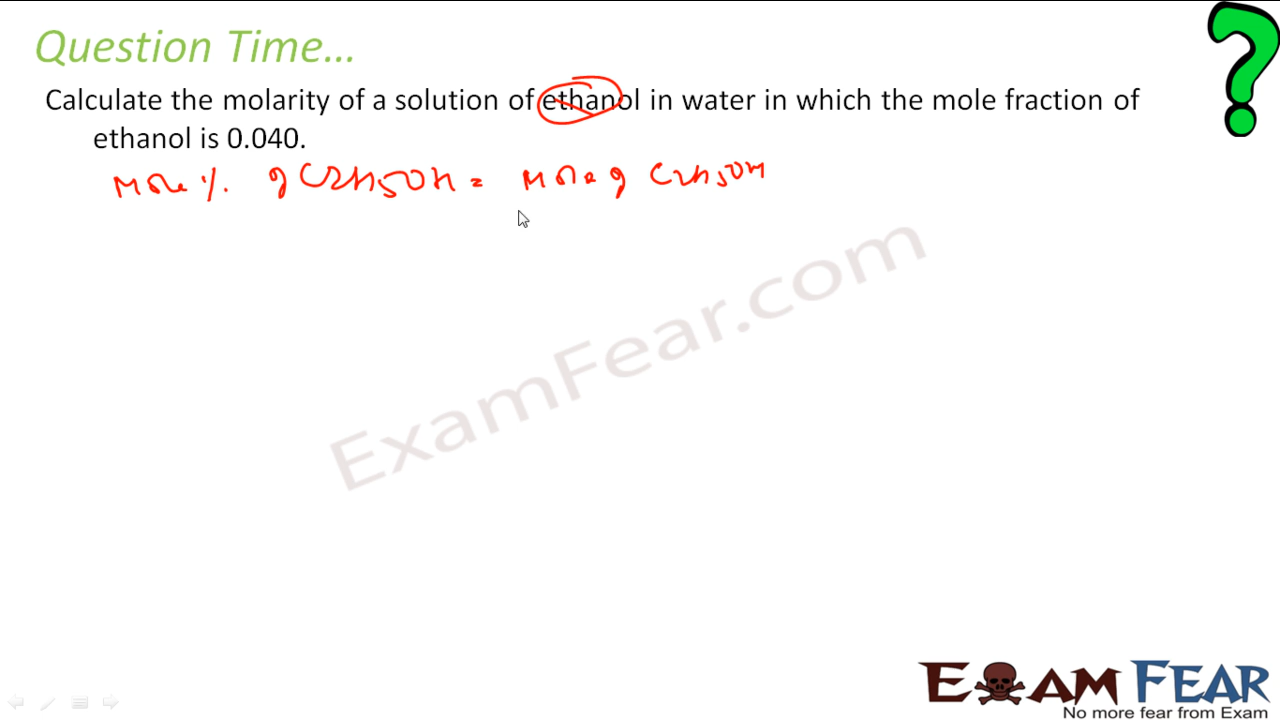 Question Time...
Calculate the molarity of a solution of ethanol in water in which the mole fraction of
ethanol is 0.040.
Mole % of C2H5OH = Mole of C2H5OH
ExamFear.com
EXAM FEAR
No more fear from Exam